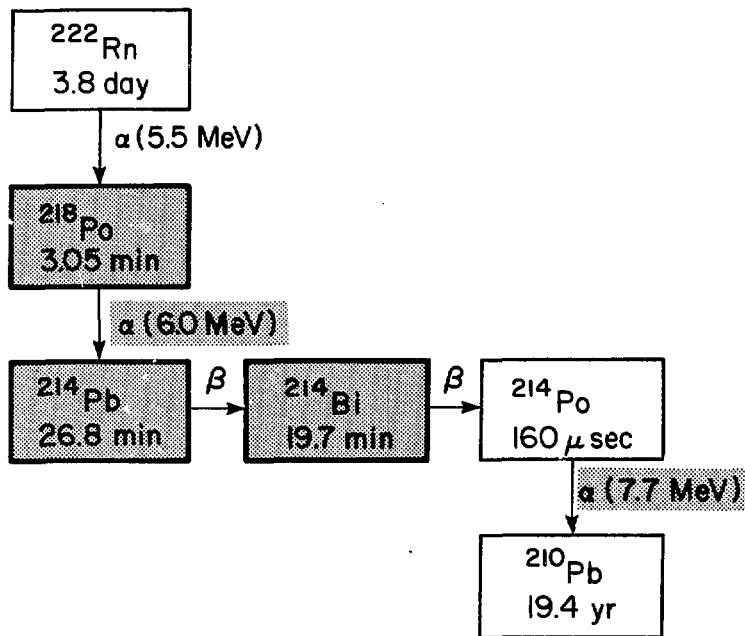 ²²²Rn
3.8 day
α (5.5 MeV)
²¹⁸Po
3.05 min
α (6.0 MeV)
²¹⁴Pb
26.8 min
β
²¹⁴Bi
19.7 min
β
²¹⁴Po
160 μsec
α (7.7 MeV)
²¹⁰Pb
19.4 yr